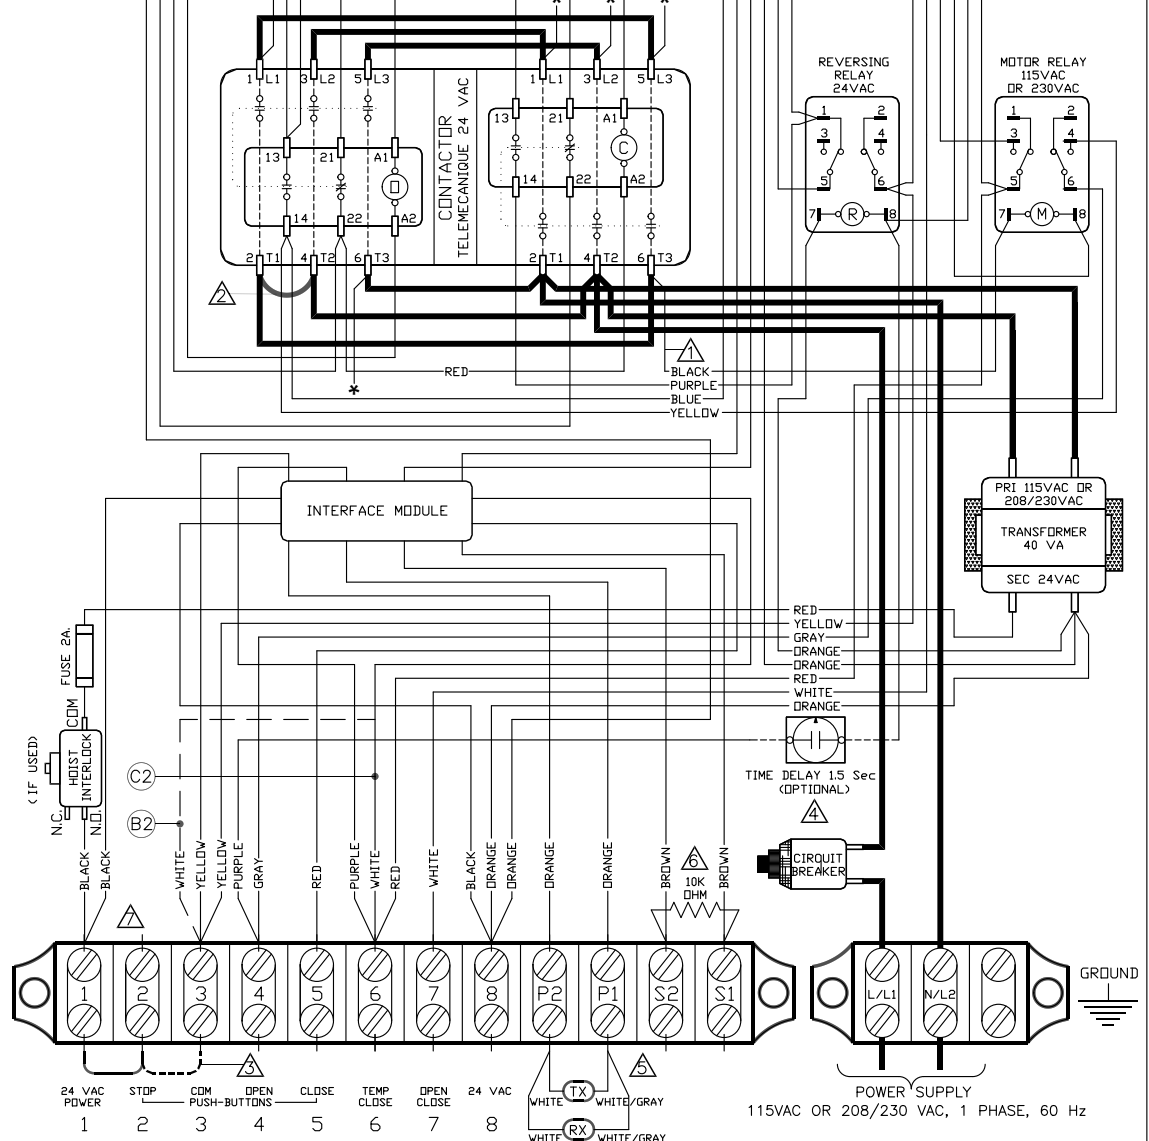 *
*
*
1 L1 3 L2 5 L3
1 L1 3 L2 5 L3
CONTACTOR
TELEMECANIQUE 24 VAC
13 21 A1
O
14 22 A2
13 21 A1
C
14 22 A2
2 T1 4 T2 6 T3
2 T1 4 T2 6 T3
REVERSING
RELAY
24VAC
1 2
3 4
5 6
7 R 8
MOTOR RELAY
115VAC
OR 230VAC
1 2
3 4
5 6
7 M 8
2
1
*
RED
BLACK
PURPLE
BLUE
YELLOW
INTERFACE MODULE
PRI 115VAC OR
208/230VAC
TRANSFORMER
40 VA
SEC 24VAC
RED
YELLOW
GRAY
ORANGE
ORANGE
RED
WHITE
ORANGE
FUSE 2A.
COM
HOIST
INTERLOCK
(IF USED)
N.C.
N.O.
C2
B2
TIME DELAY 1.5 Sec
(OPTIONAL)
4
CIRCUIT
BREAKER
BLACK
BLACK
WHITE
YELLOW
YELLOW
PURPLE
GRAY
RED
PURPLE
WHITE
RED
WHITE
BLACK
ORANGE
ORANGE
ORANGE
ORANGE
BROWN
BROWN
6
10K
OHM
7
1 2 3 4 5 6 7 8 P2 P1 S2 S1
L/L1 N/L2
GROUND
3
5
24 VAC
POWER
STOP
COM
OPEN
CLOSE
PUSH-BUTTONS
TEMP
CLOSE
OPEN
CLOSE
24 VAC
1 2 3 4 5 6 7 8
TX
WHITE WHITE/GRAY
RX
WHITE WHITE/GRAY
POWER SUPPLY
115VAC OR 208/230 VAC, 1 PHASE, 60 Hz